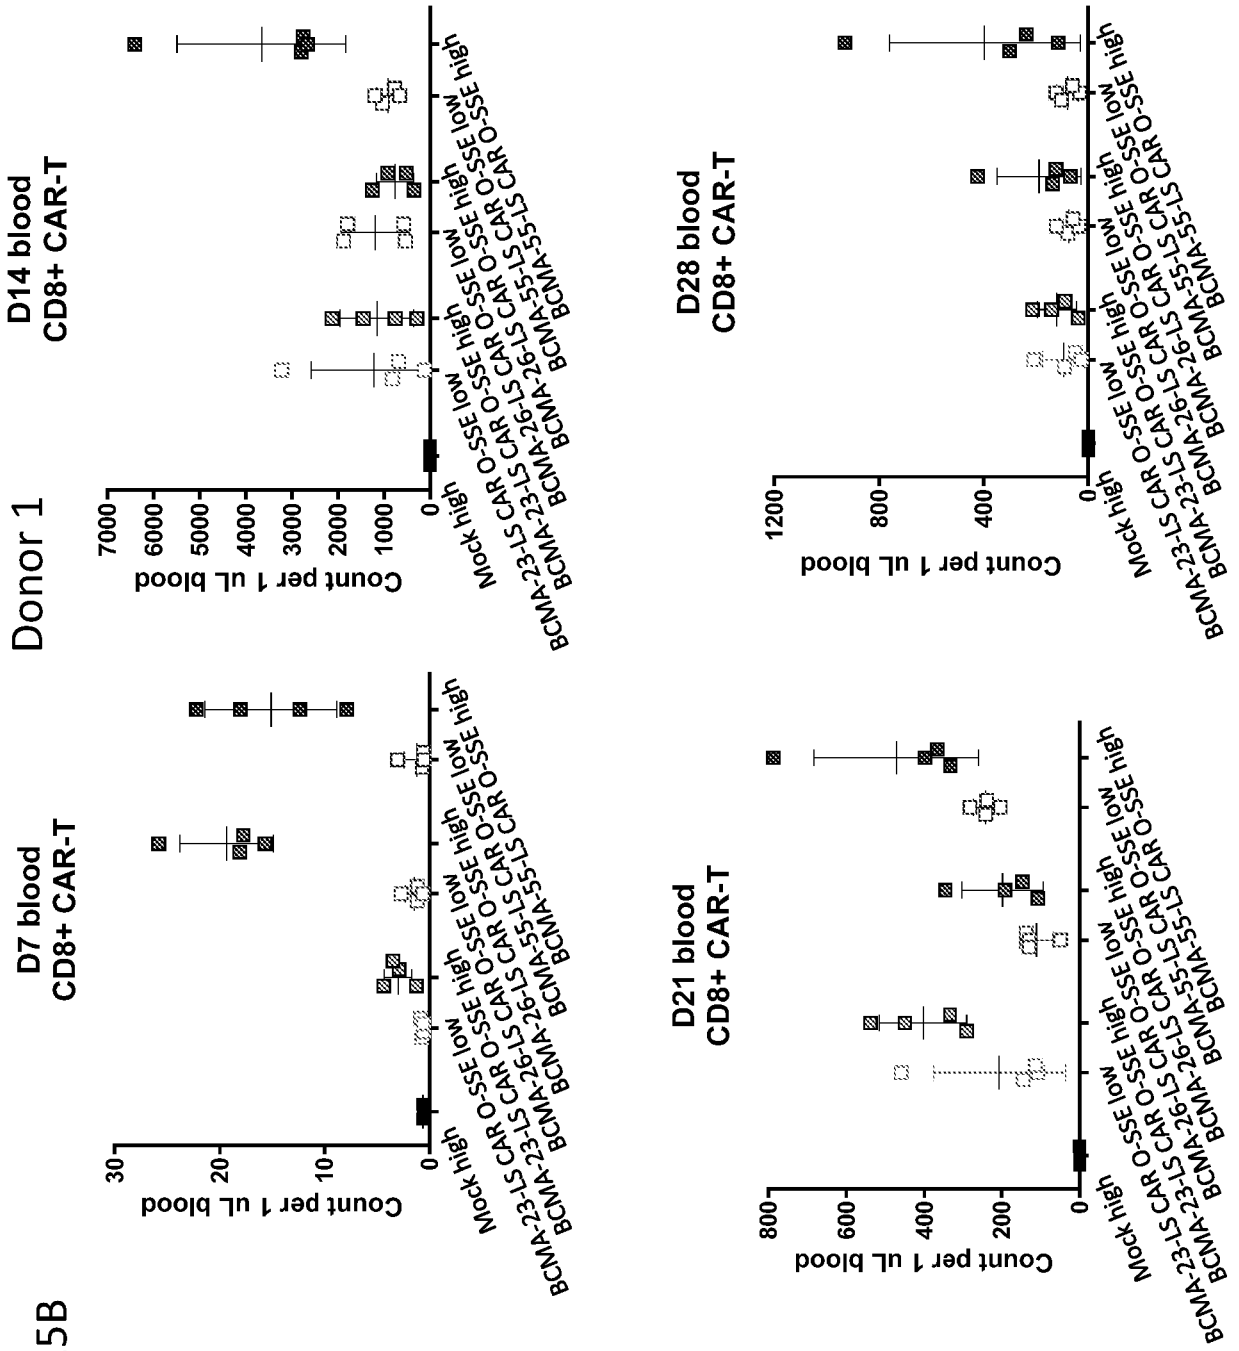 5B
Donor 1
D7 blood
CD8+ CAR-T
Count per 1 uL blood
30
20
10
0
Mock high
BCMA-23-LS CAR O-SSE low
BCMA-23-LS CAR O-SSE high
BCMA-26-LS CAR O-SSE low
BCMA-26-LS CAR O-SSE high
BCMA-55-LS CAR O-SSE low
BCMA-55-LS CAR O-SSE high
D14 blood
CD8+ CAR-T
Count per 1 uL blood
7000
6000
5000
4000
3000
2000
1000
0
Mock high
BCMA-23-LS CAR O-SSE low
BCMA-23-LS CAR O-SSE high
BCMA-26-LS CAR O-SSE low
BCMA-26-LS CAR O-SSE high
BCMA-55-LS CAR O-SSE low
BCMA-55-LS CAR O-SSE high
D21 blood
CD8+ CAR-T
Count per 1 uL blood
800
600
400
200
0
Mock high
BCMA-23-LS CAR O-SSE low
BCMA-23-LS CAR O-SSE high
BCMA-26-LS CAR O-SSE low
BCMA-26-LS CAR O-SSE high
BCMA-55-LS CAR O-SSE low
BCMA-55-LS CAR O-SSE high
D28 blood
CD8+ CAR-T
Count per 1 uL blood
1200
800
400
0
Mock high
BCMA-23-LS CAR O-SSE low
BCMA-23-LS CAR O-SSE high
BCMA-26-LS CAR O-SSE low
BCMA-26-LS CAR O-SSE high
BCMA-55-LS CAR O-SSE low
BCMA-55-LS CAR O-SSE high